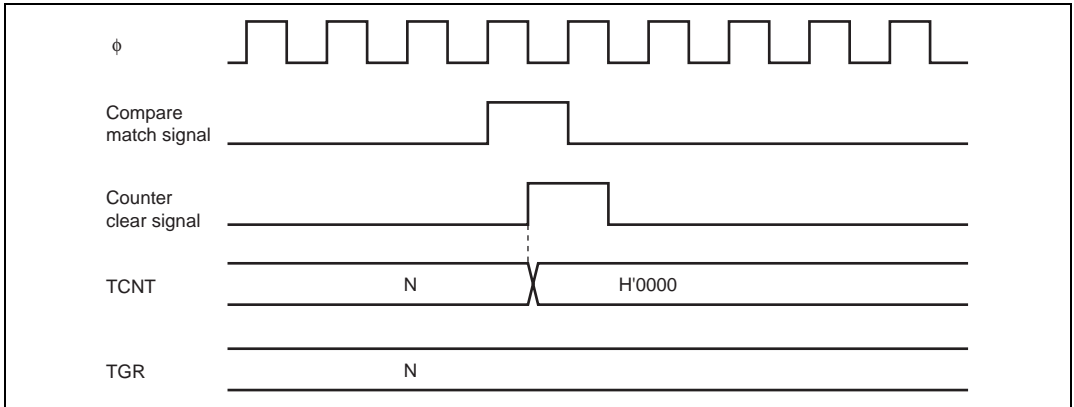 ϕ
Compare
match signal
Counter
clear signal
TCNT
N
H'0000
TGR
N